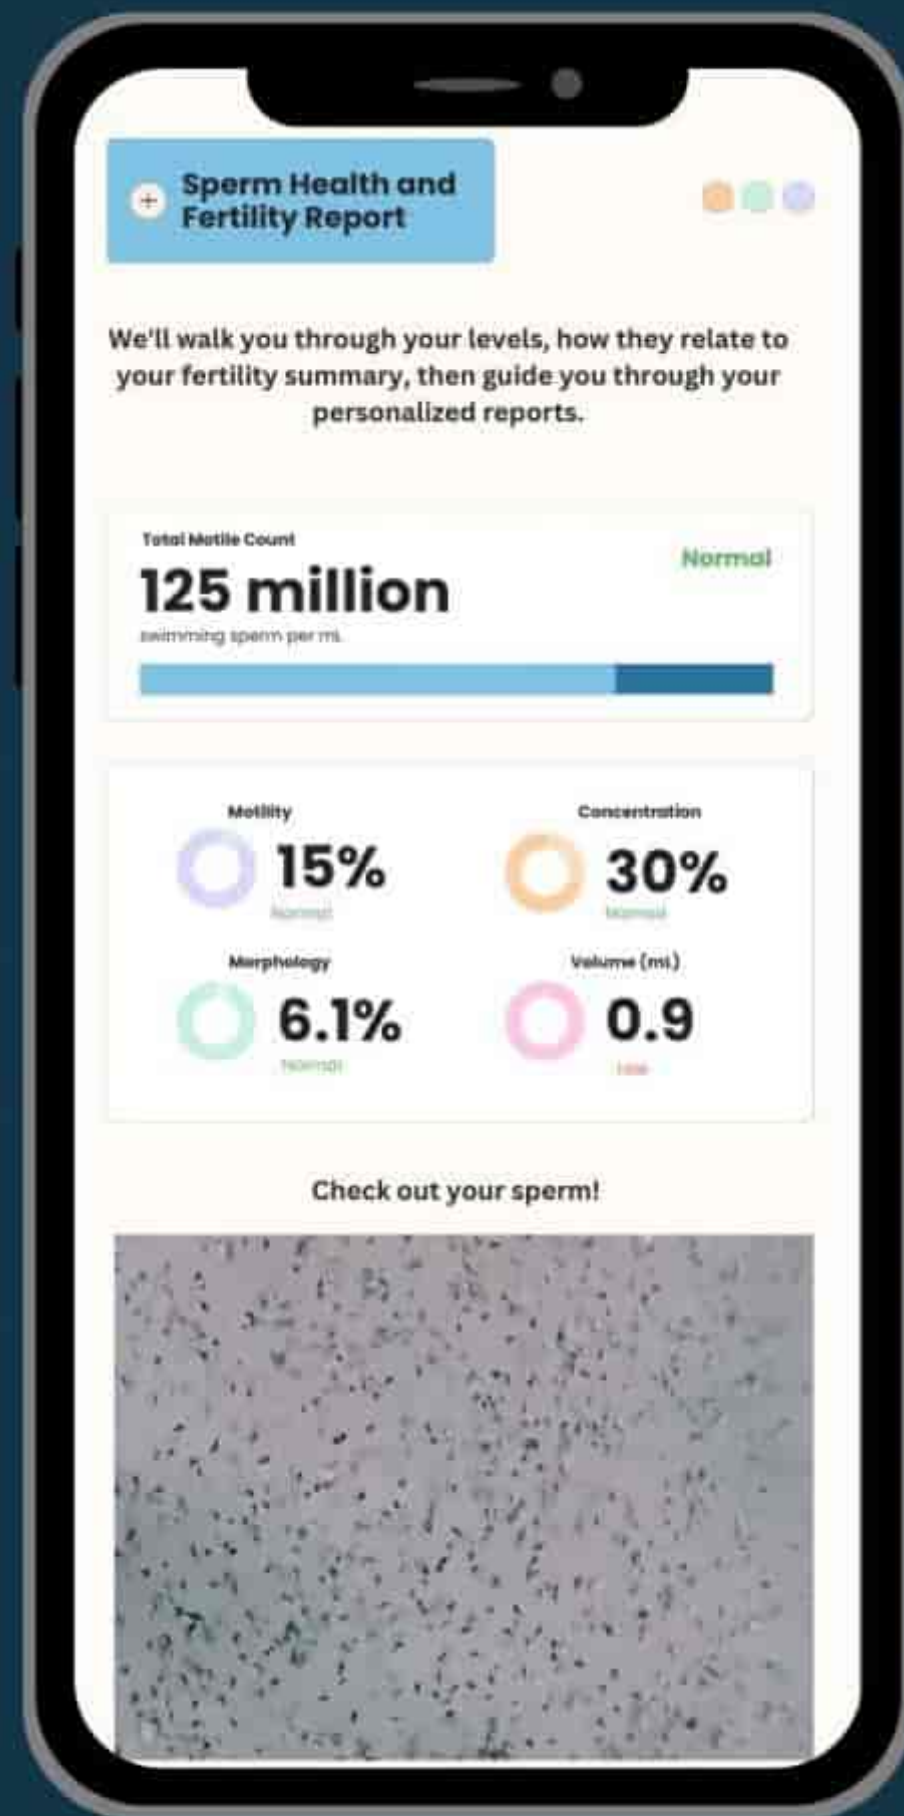 Sperm Health and
Fertility Report
We'll walk you through your levels, how they relate to
your fertility summary, then guide you through your
personalized reports.
Total Motile Count
Normal
125 million
swimming sperm per mL
Motility
Concentration
15%
30%
Normal
Normal
Morphology
Volume (mL)
6.1%
0.9
Normal
Low
Check out your sperm!